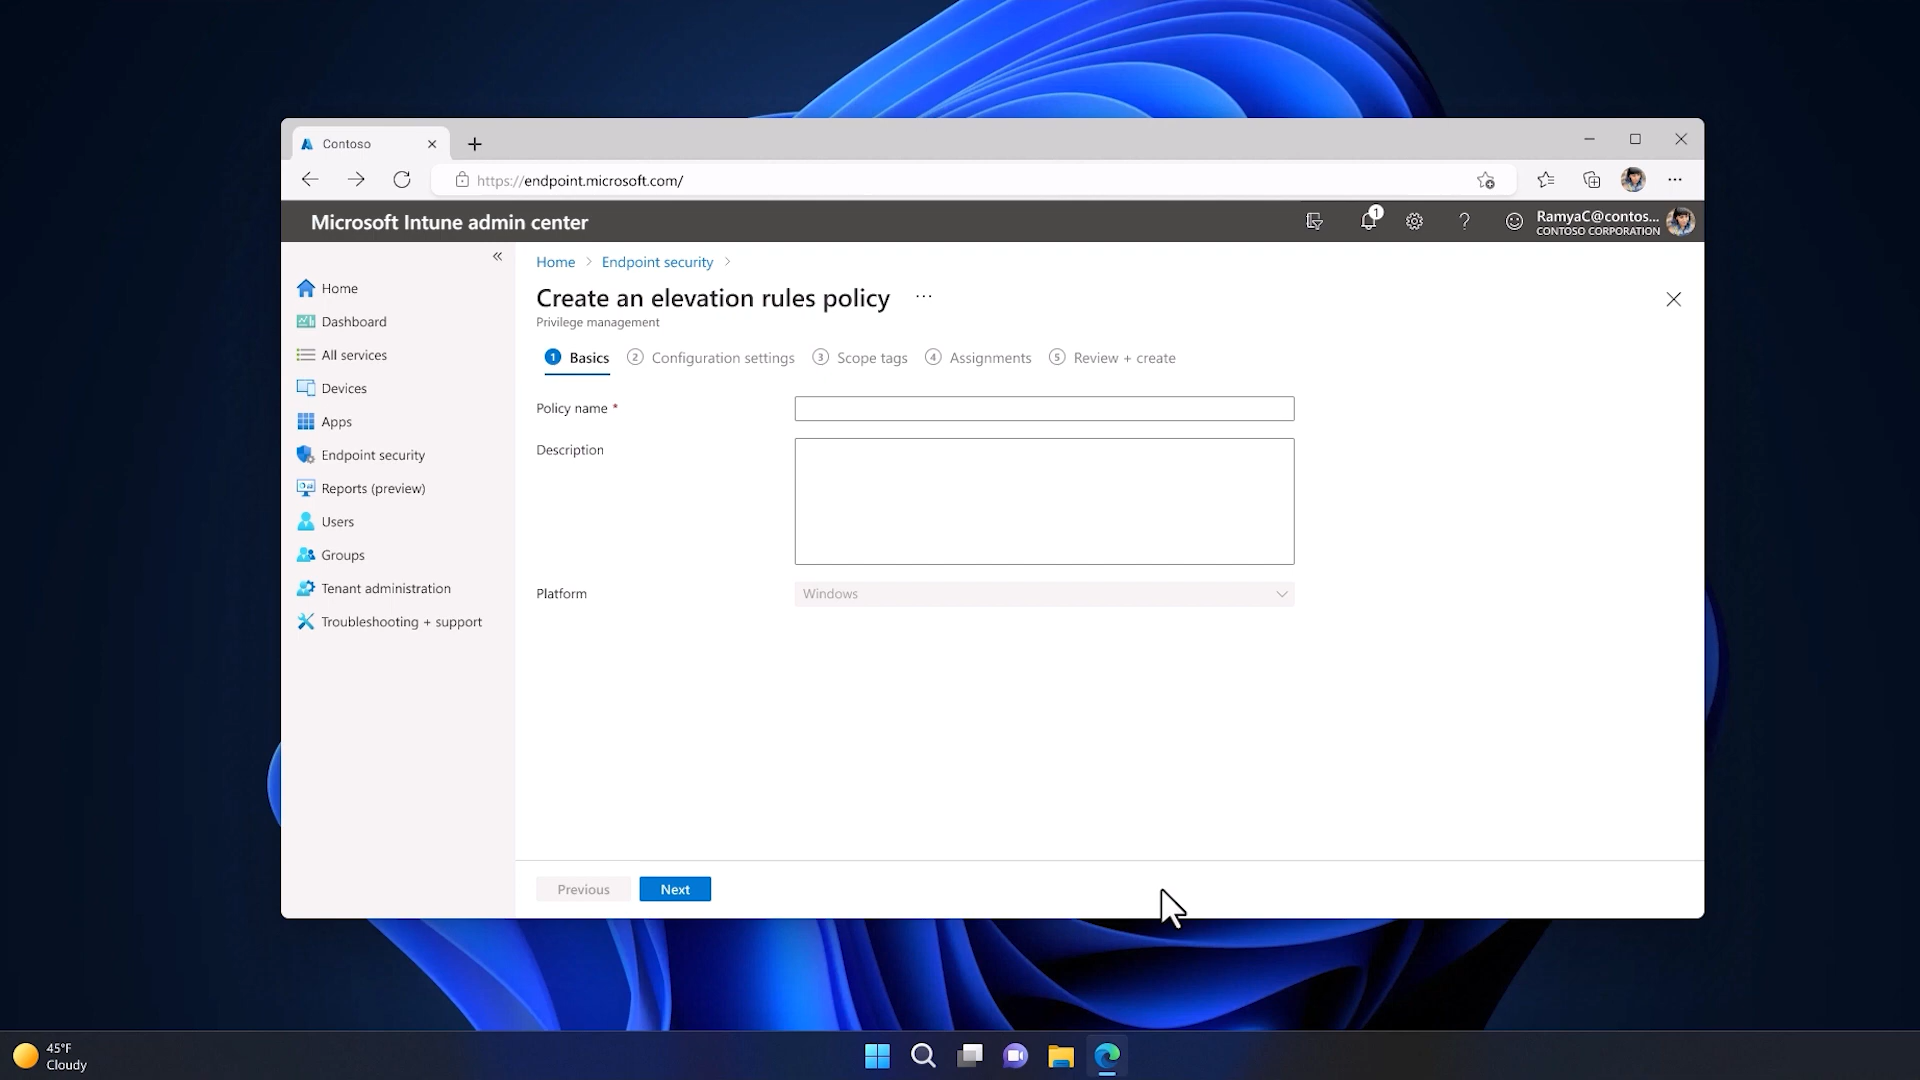 Contoso
https://endpoint.microsoft.com/
Microsoft Intune admin center
1
RamyaC@contos...
CONTOSO CORPORATION
Home
Dashboard
All services
Devices
Apps
Endpoint security
Reports (preview)
Users
Groups
Tenant administration
Troubleshooting + support
Home > Endpoint security >
Create an elevation rules policy ...
Privilege management
1 Basics 2 Configuration settings 3 Scope tags 4 Assignments 5 Review + create
Policy name *
Description
Platform
Windows
Previous
Next
45°F
Cloudy